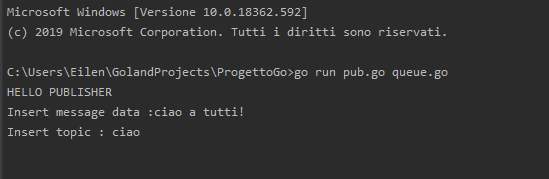 Microsoft Windows [Versione 10.0.18362.592]
(c) 2019 Microsoft Corporation. Tutti i diritti sono riservati.
C:\Users\Eilen\GolandProjects\ProgettoGo>go run pub.go queue.go
HELLO PUBLISHER
Insert message data :ciao a tutti!
Insert topic : ciao